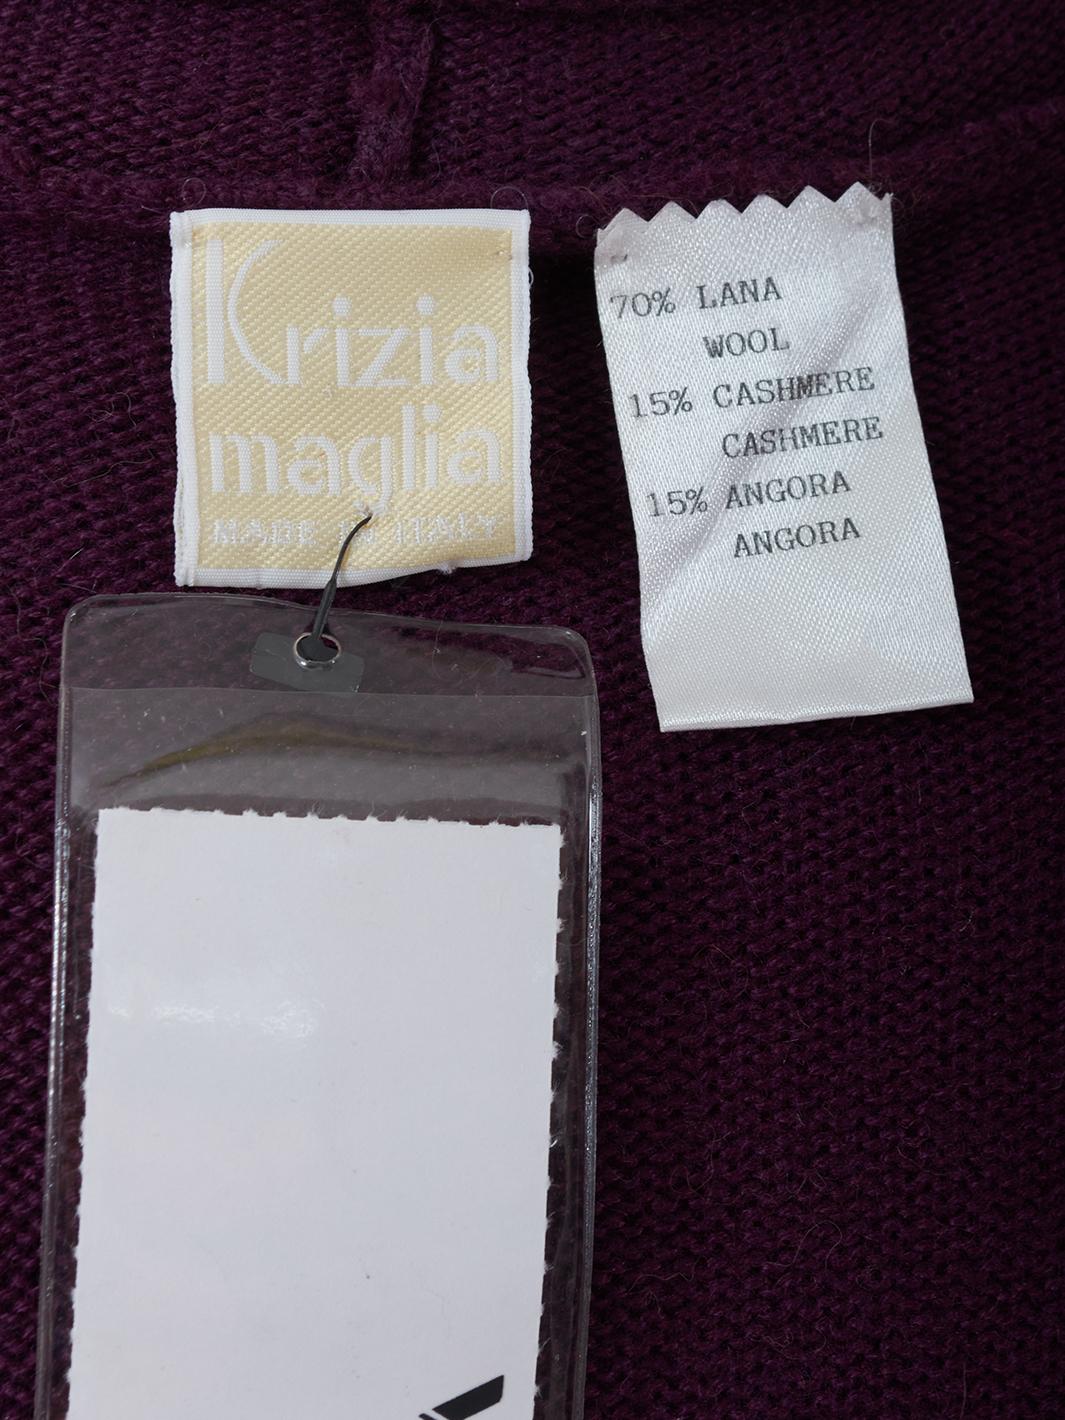 Krizia
maglia
MADE IN ITALY
70% LANA
WOOL
15% CASHMERE
CASHMERE
15% ANGORA
ANGORA